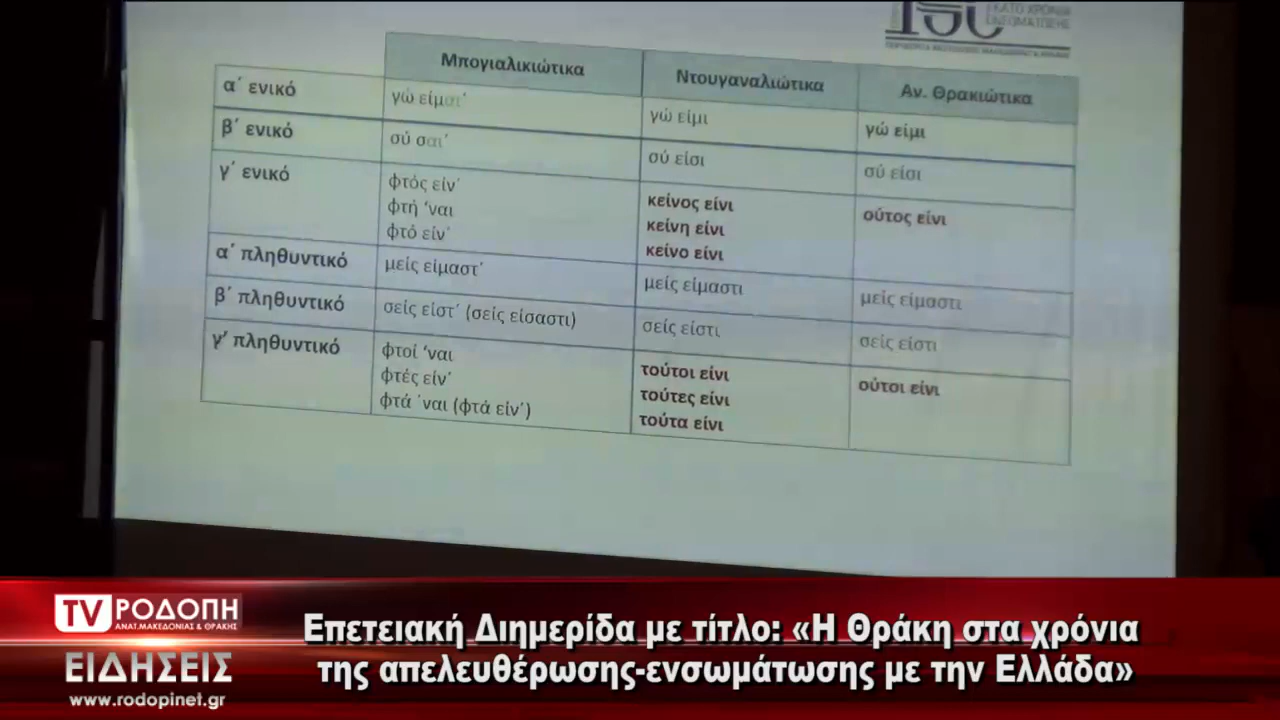 ΕΚΑΤΟ ΧΡΟΝΙΑ
ΕΝΣΩΜΑΤΩΣΗΣ
Μπογιαλικιώτικα Ντουγαναλιώτικα Αν. Θρακιώτικα
α΄ ενικό γώ είμαι΄ γώ είμι γώ είμι
β΄ ενικό σύ σαι΄ σύ είσι σύ είσι
γ΄ ενικό φτός είν΄ κείνος είνι ούτος είνι
φτή ‘ναι κείνη είνι
φτό είν΄ κείνο είνι
α΄ πληθυντικό μείς είμαστ΄ μείς είμαστι μείς είμαστι
β΄ πληθυντικό σείς είστ΄ (σείς είσαστι) σείς είστι σείς είστι
γ’ πληθυντικό φτοί ‘ναι τούτοι είνι ούτοι είνι
φτές είν΄ τούτες είνι
φτά ΄ναι (φτά είν΄) τούτα είνι
TV ΡΟΔΟΠΗ
ΑΝΑΤ.ΜΑΚΕΔΟΝΙΑΣ & ΘΡΑΚΗΣ
ΕΙΔΗΣΕΙΣ
www.rodopinet.gr
Επετειακή Διημερίδα με τίτλο: «Η Θράκη στα χρόνια
της απελευθέρωσης-ενσωμάτωσης με την Ελλάδα»